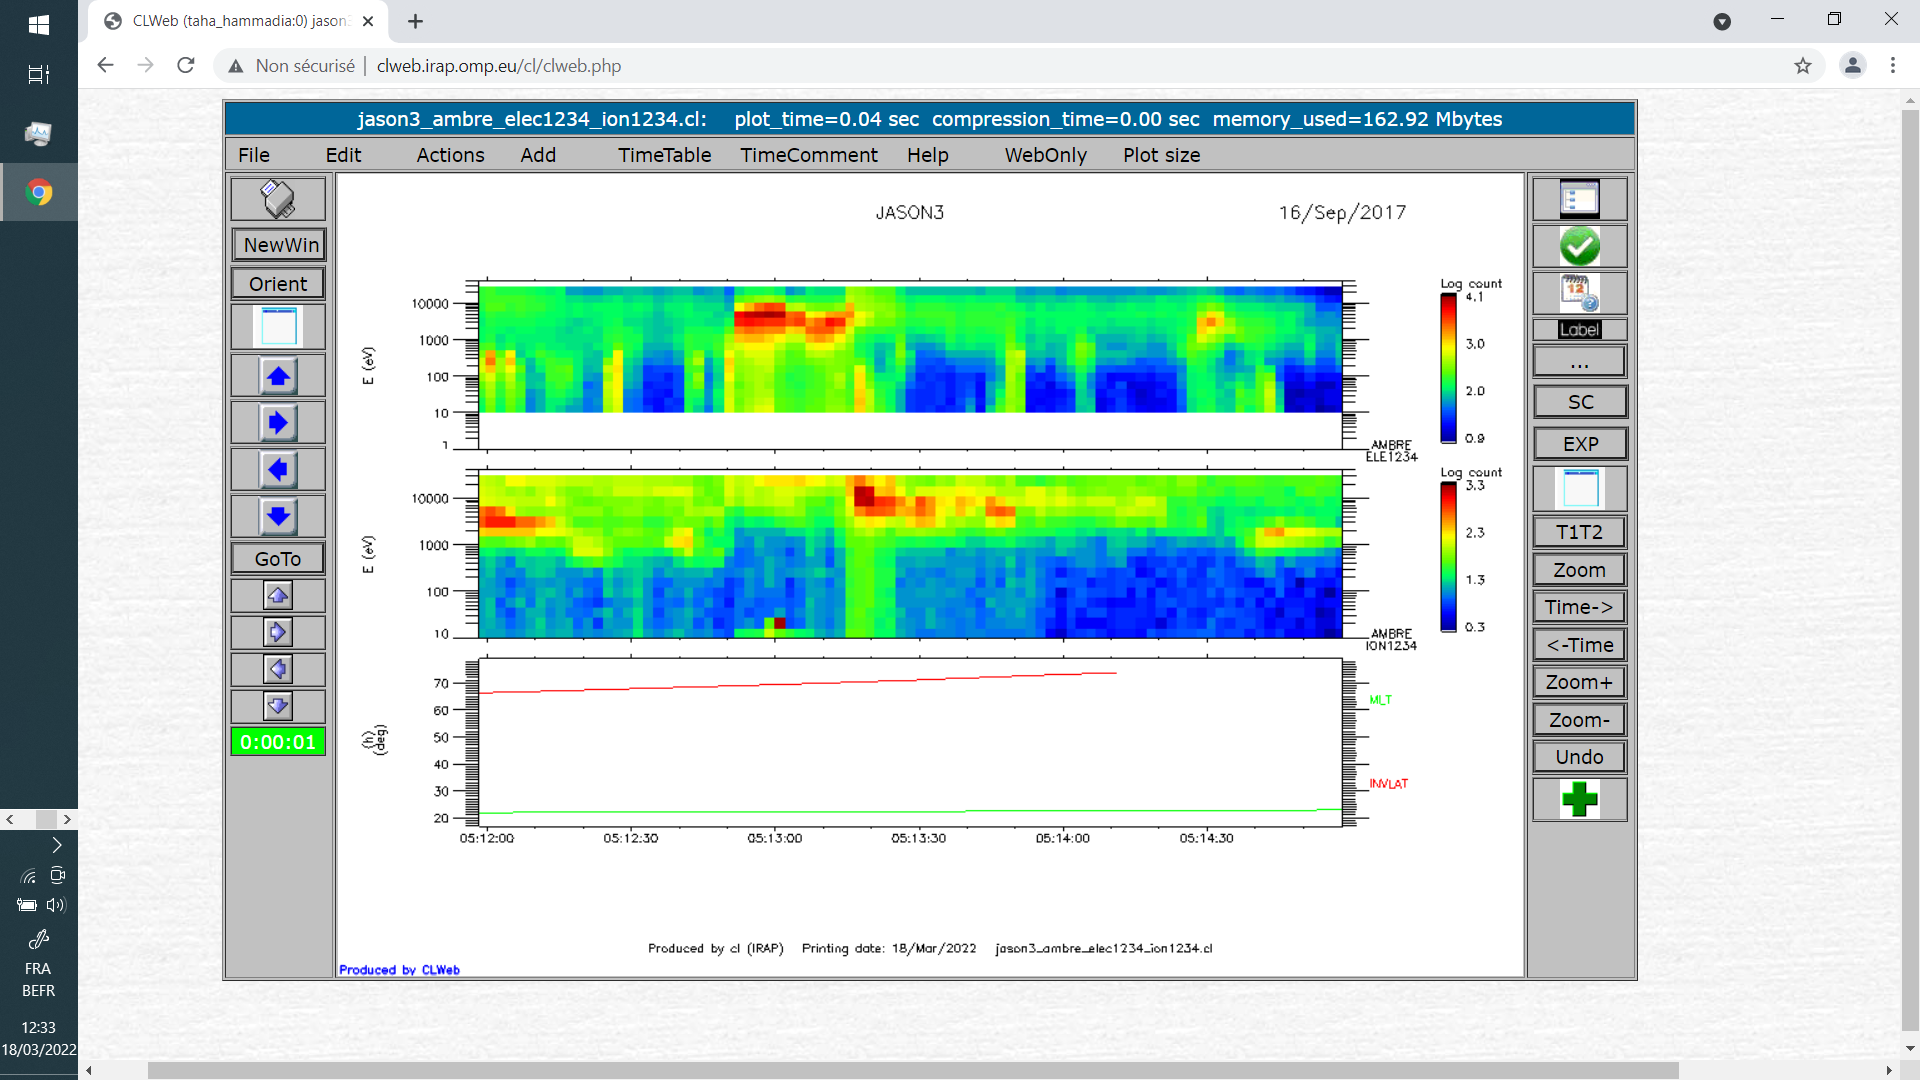 CLWeb (taha_hammadia:0) jason3
Non sécurisé | clweb.irap.omp.eu/cl/clweb.php
jason3_ambre_elec1234_ion1234.cl: plot_time=0.04 sec compression_time=0.00 sec memory_used=162.92 Mbytes
File Edit Actions Add TimeTable TimeComment Help WebOnly Plot size
NewWin
Orient
GoTo
0:00:01
JASON3 16/Sep/2017
10000
1000
100
10
1
E (eV)
Log count
4.1
3.0
2.0
0.9
AMBRE
ELE1234
10000
1000
100
10
E (eV)
Log count
3.3
2.3
1.3
0.3
AMBRE
ION1234
70
60
50
40
30
20
(h)
(deg)
MLT
INVLAT
05:12:00 05:12:30 05:13:00 05:13:30 05:14:00 05:14:30
Produced by cl (IRAP) Printing date: 18/Mar/2022 jason3_ambre_elec1234_ion1234.cl
Produced by CLWeb
12
Label
...
SC
EXP
T1T2
Zoom
Time->
<-Time
Zoom+
Zoom-
Undo
FRA
BEFR
12:33
18/03/2022